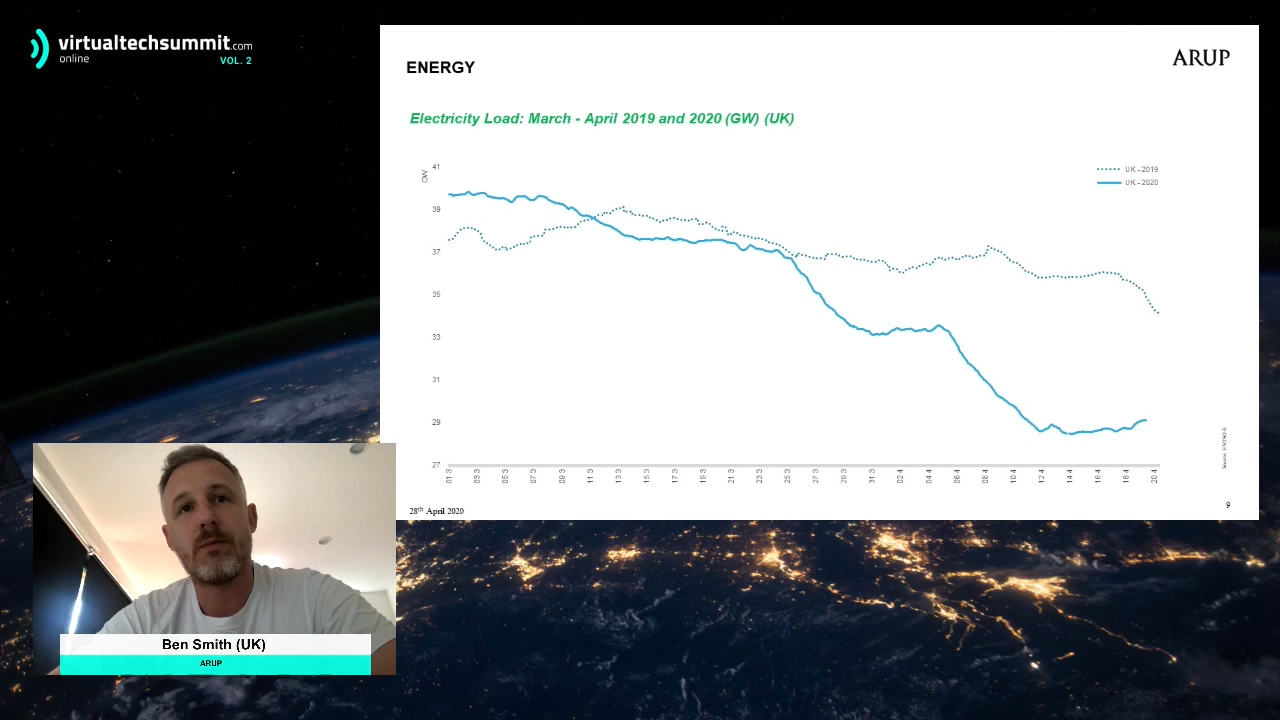 virtualtechsummit.com
online
VOL. 2
ENERGY
ARUP
Electricity Load: March - April 2019 and 2020 (GW) (UK)
GW
41
39
37
35
33
31
29
27
UK - 2019
UK - 2020
01 3
03 3
05 3
07 3
09 3
11 3
13 3
15 3
17 3
19 3
21 3
23 3
25 3
27 3
29 3
31 3
02 4
04 4
06 4
08 4
10 4
12 4
14 4
16 4
18 4
20 4
Source: ENTSO-E
28th April 2020
9
Ben Smith (UK)
ARUP